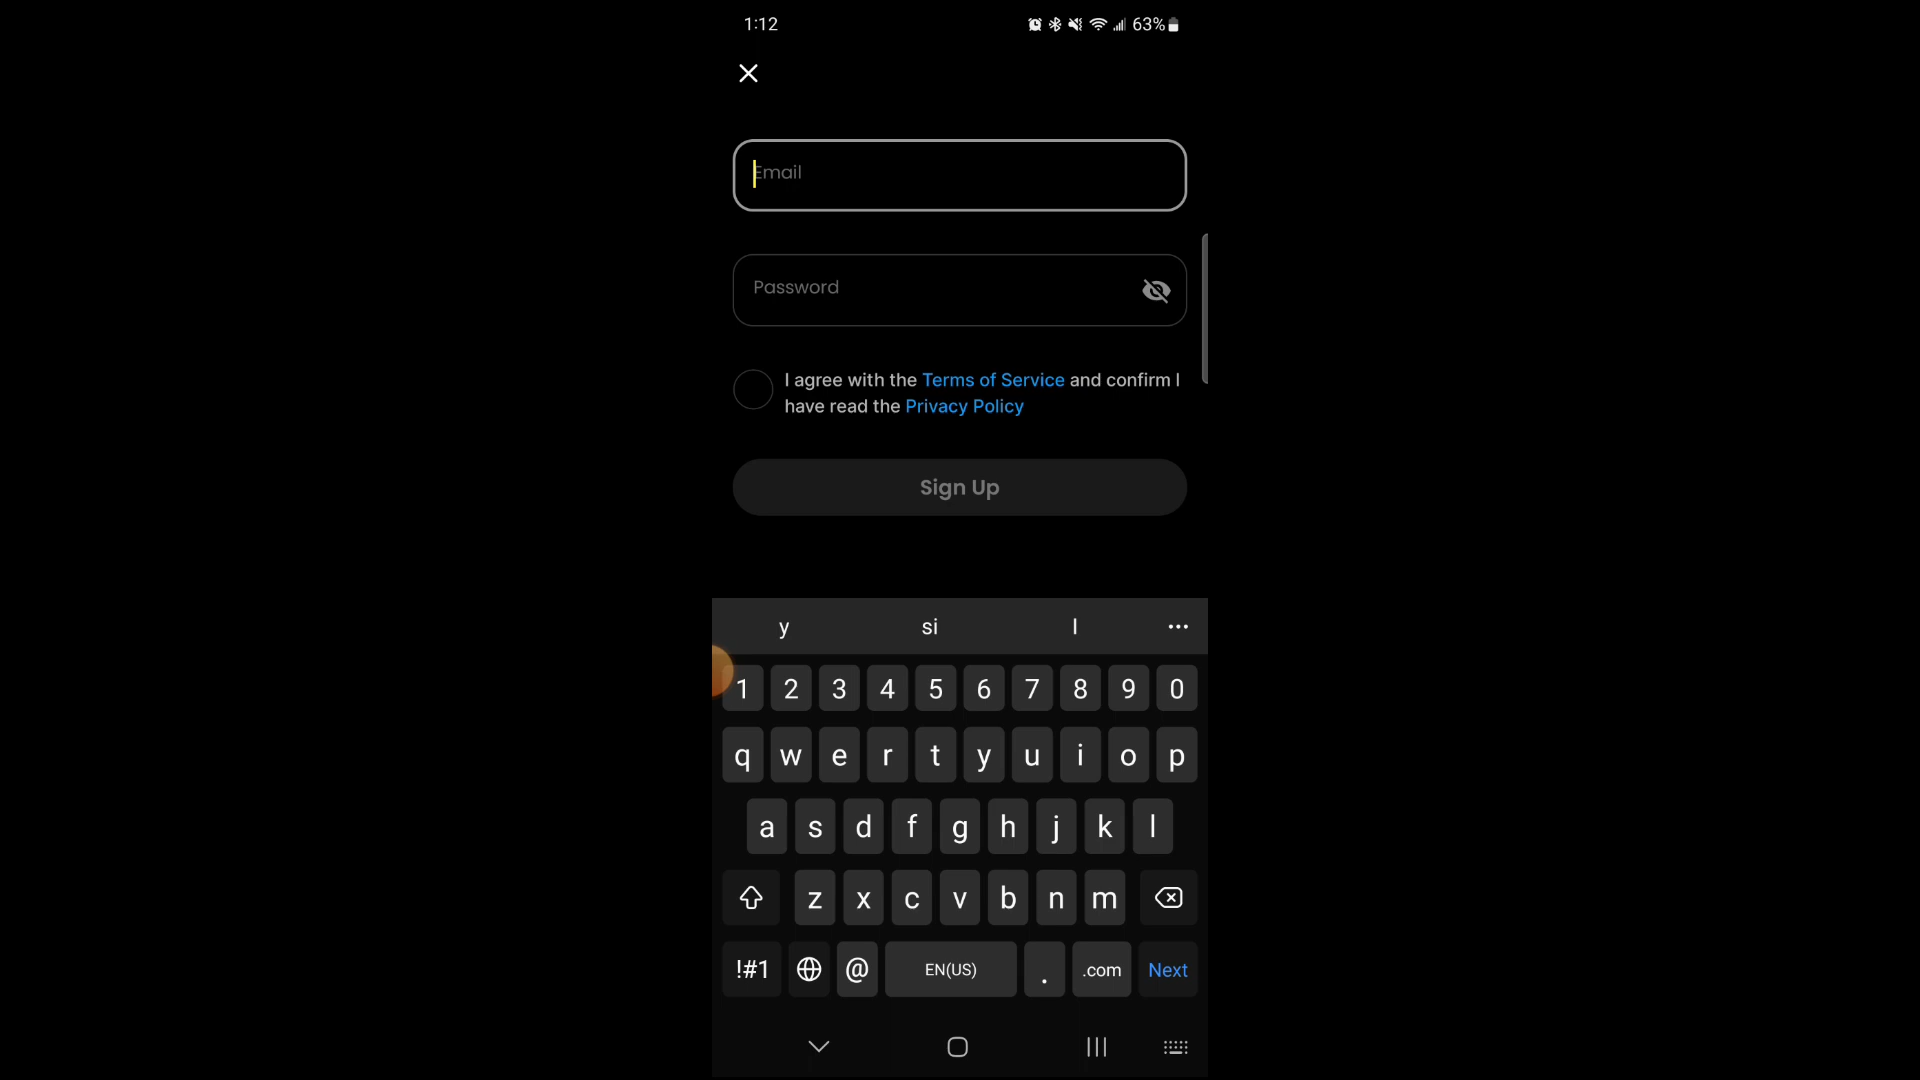 1:12 63%
Email
Password
I agree with the Terms of Service and confirm I
have read the Privacy Policy
Sign Up
y si I
1 2 3 4 5 6 7 8 9 0
q w e r t y u i o p
a s d f g h j k l
z x c v b n m
!#1 @ EN(US) . .com Next